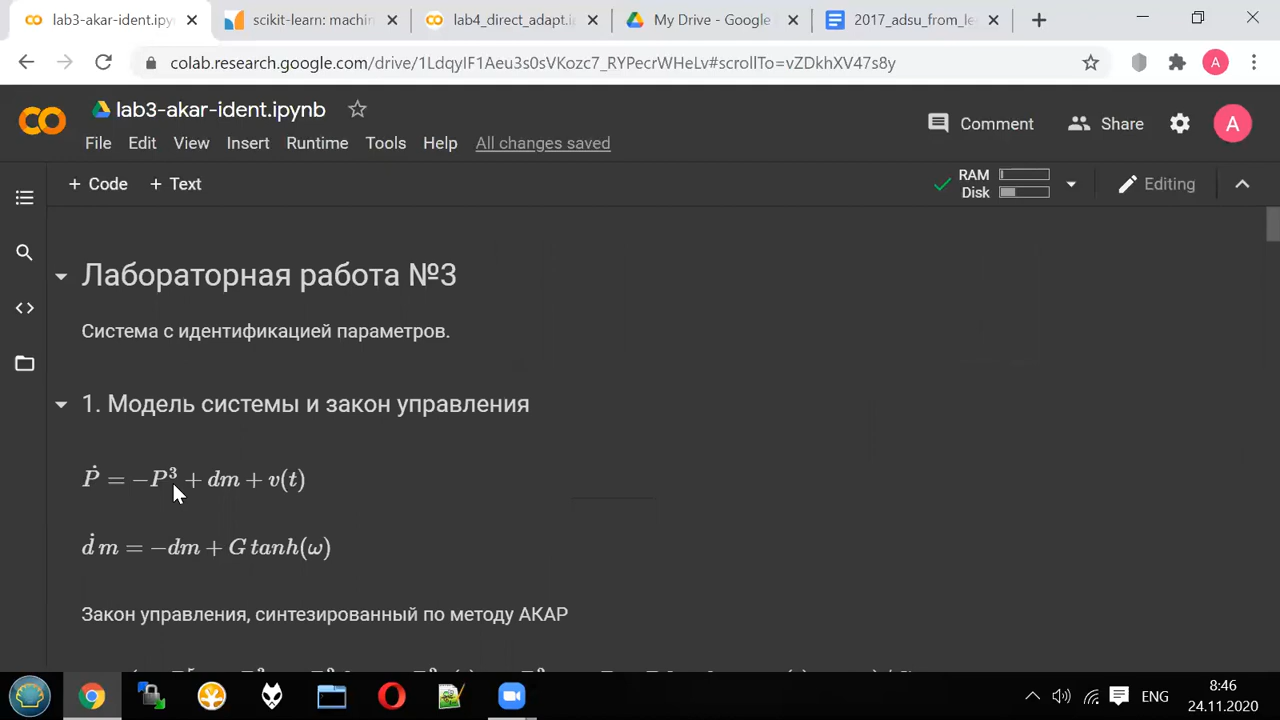 lab3-akar-ident.ipyn
scikit-learn: machin
lab4_direct_adapti
My Drive - Google
2017_adsu_from_le
colab.research.google.com/drive/1LdqylF1Aeu3s0sVKozc7_RYPecrWHeLv#scrollTo=vZDkhXV47s8y
A
lab3-akar-ident.ipynb
Comment
Share
A
File Edit View Insert Runtime Tools Help All changes saved
+ Code + Text
RAM
Disk
Editing
Лабораторная работа №3
Система с идентификацией параметров.
1. Модель системы и закон управления
Ṗ = −P³ + dm + v(t)
ḋm = −dm + G tanh(ω)
Закон управления, синтезированный по методу АКАР
ENG
8:46
24.11.2020